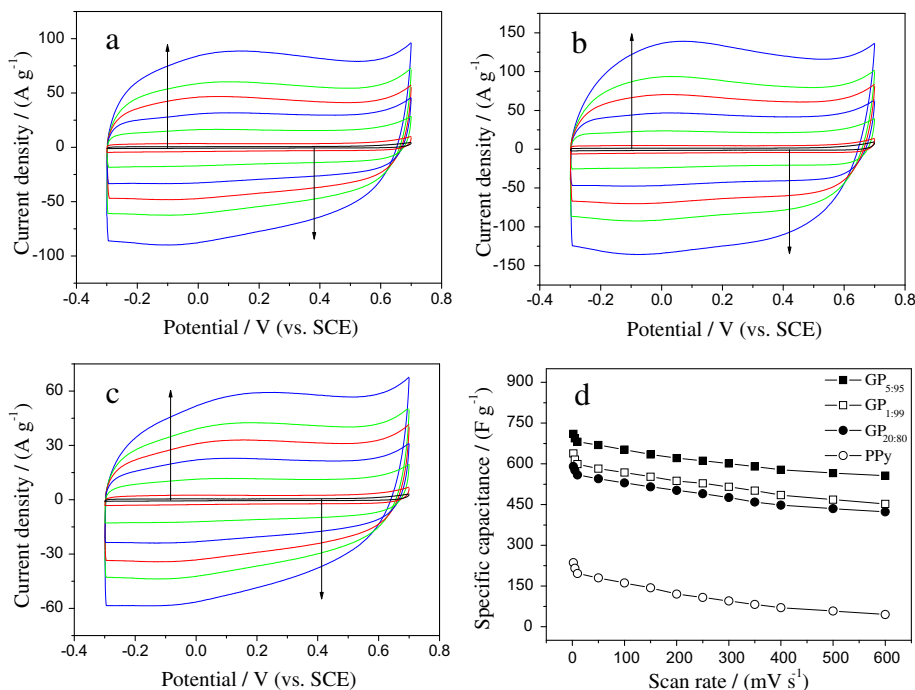 a
100
50
0
-50
-100
-0.4 -0.2 0.0 0.2 0.4 0.6 0.8
Current density / (A g⁻¹)
Potential / V (vs. SCE)
b
150
100
50
0
-50
-100
-150
-0.4 -0.2 0.0 0.2 0.4 0.6 0.8
Current density / (A g⁻¹)
Potential / V (vs. SCE)
c
60
30
0
-30
-60
-0.4 -0.2 0.0 0.2 0.4 0.6 0.8
Current density / (A g⁻¹)
Potential / V (vs. SCE)
d
GP5:95
GP1:99
GP20:80
PPy
900
750
600
450
300
150
0
0 100 200 300 400 500 600
Specific capacitance / (F g⁻¹)
Scan rate / (mV s⁻¹)